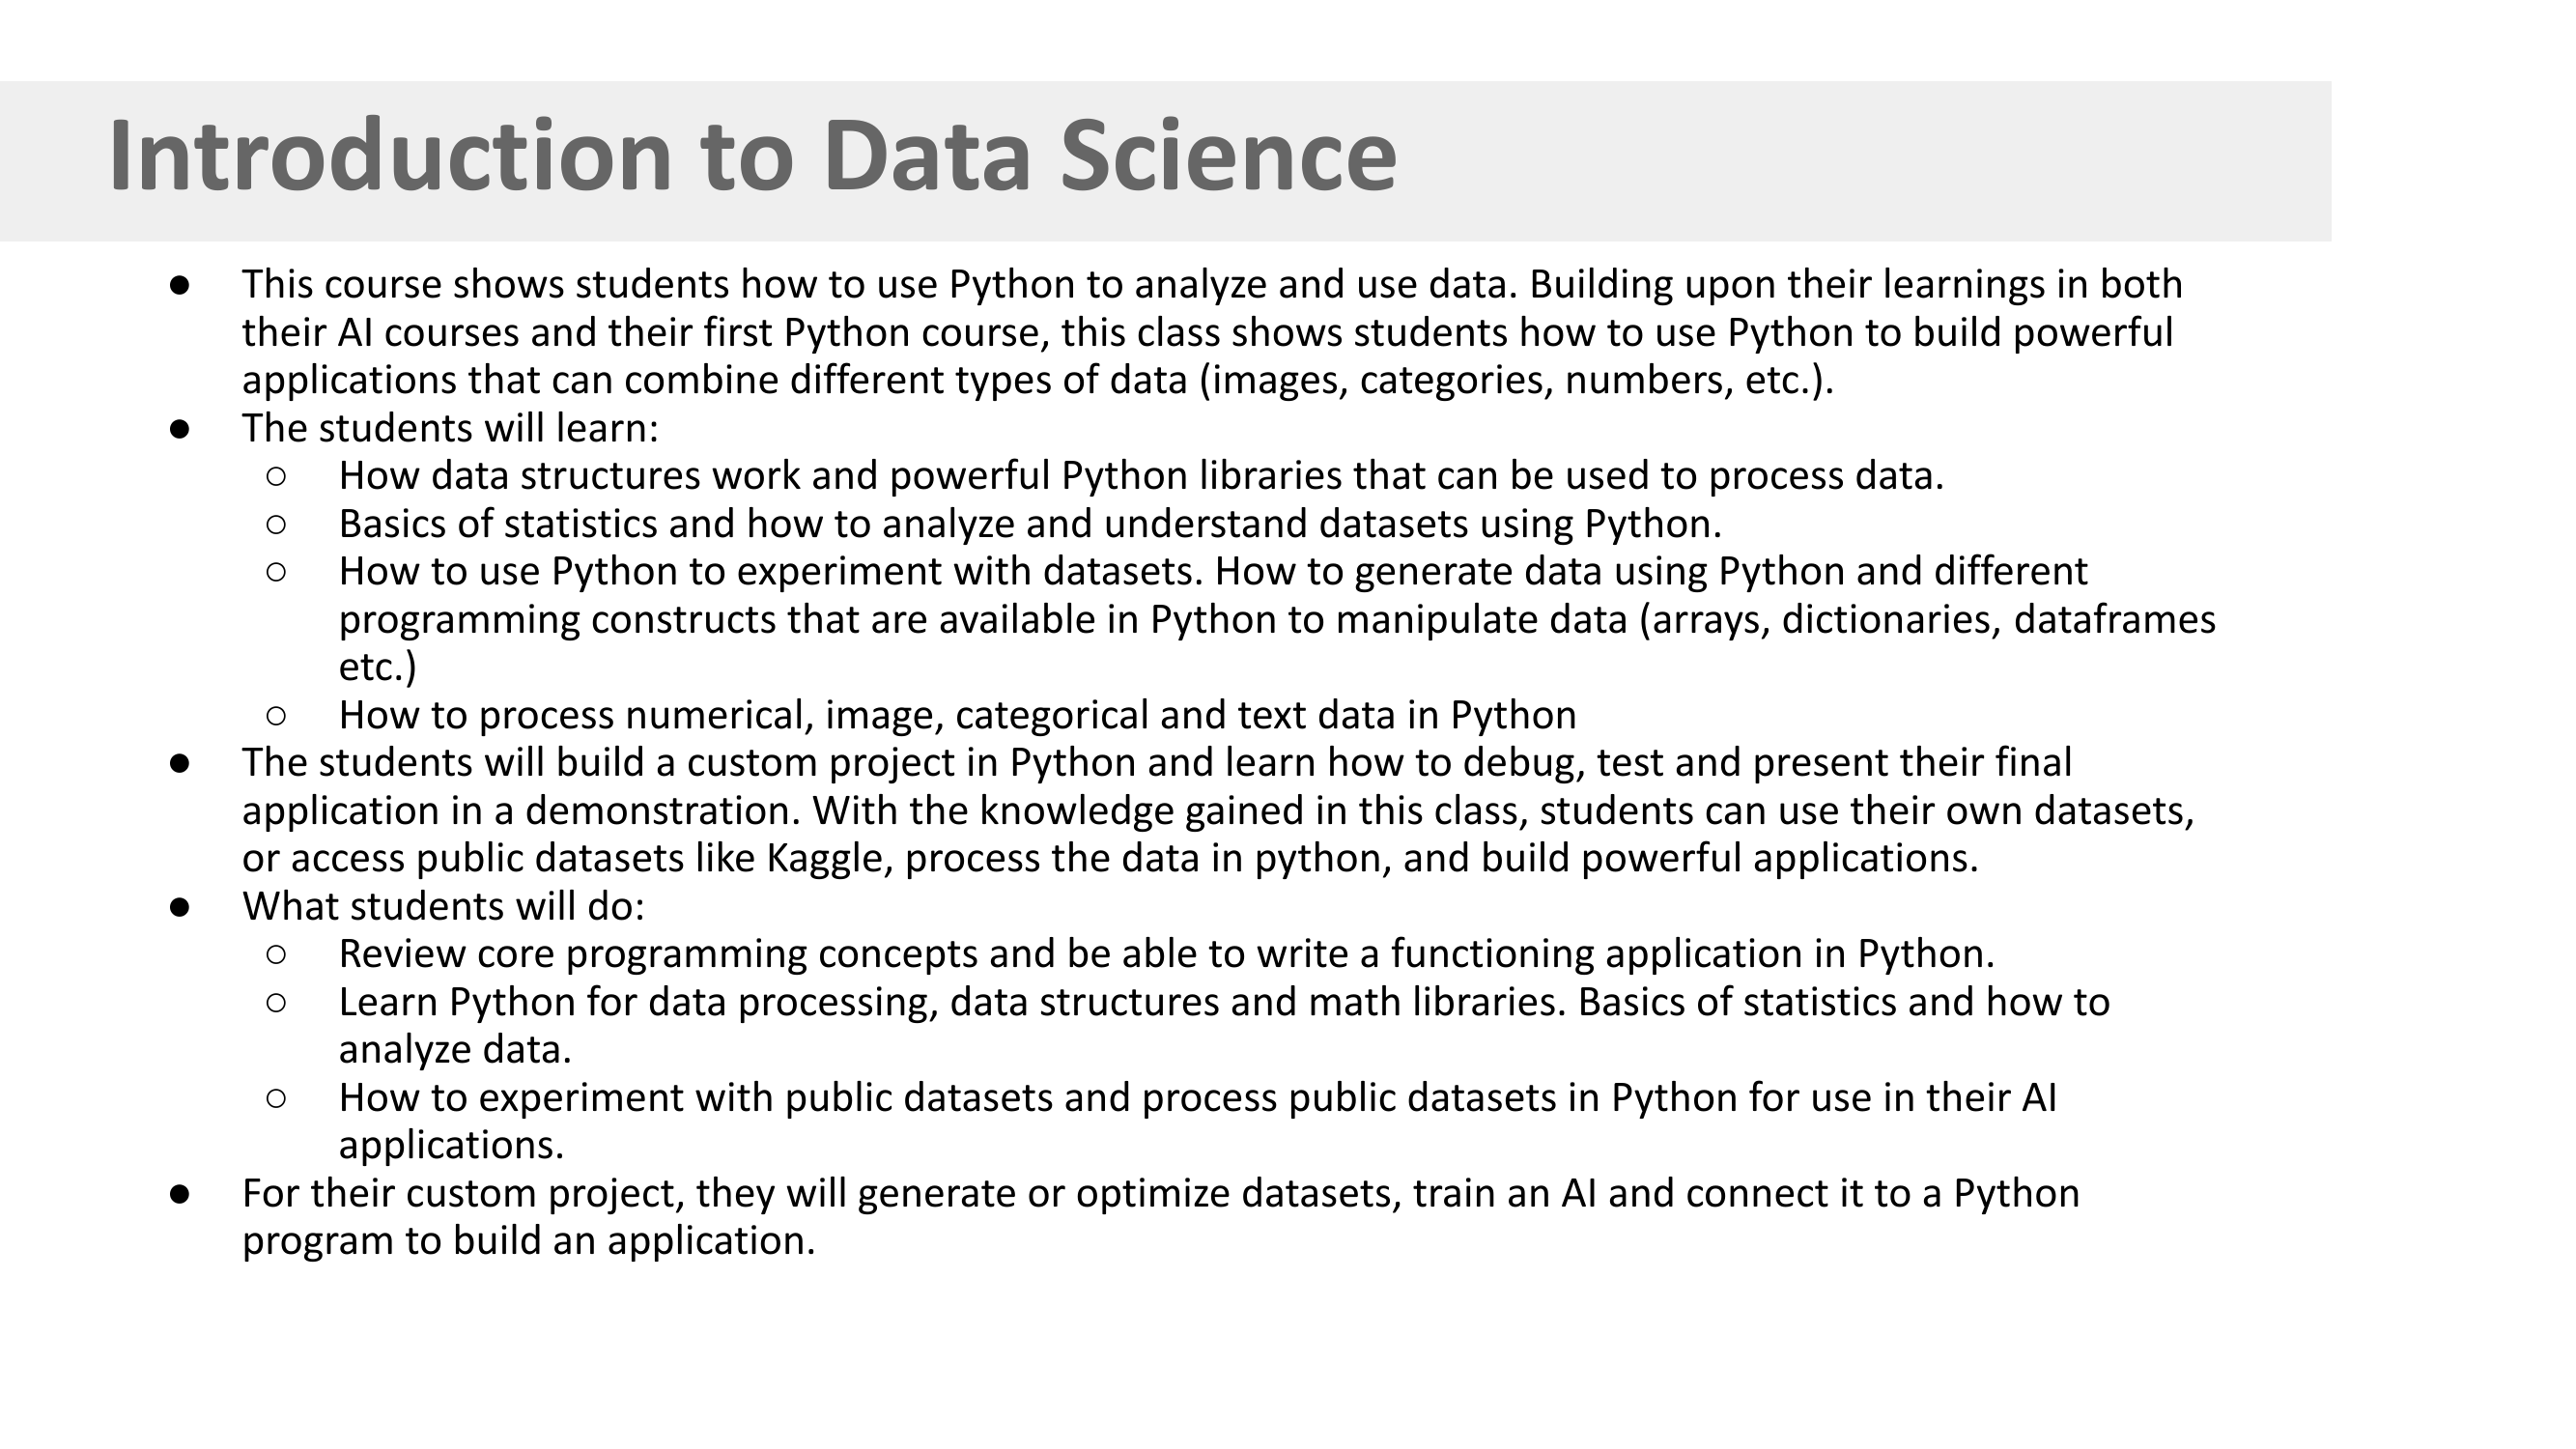 Introduction to Data Science
● This course shows students how to use Python to analyze and use data. Building upon their learnings in both
their AI courses and their first Python course, this class shows students how to use Python to build powerful
applications that can combine different types of data (images, categories, numbers, etc.).
● The students will learn:
○ How data structures work and powerful Python libraries that can be used to process data.
○ Basics of statistics and how to analyze and understand datasets using Python.
○ How to use Python to experiment with datasets. How to generate data using Python and different
programming constructs that are available in Python to manipulate data (arrays, dictionaries, dataframes
etc.)
○ How to process numerical, image, categorical and text data in Python
● The students will build a custom project in Python and learn how to debug, test and present their final
application in a demonstration. With the knowledge gained in this class, students can use their own datasets,
or access public datasets like Kaggle, process the data in python, and build powerful applications.
● What students will do:
○ Review core programming concepts and be able to write a functioning application in Python.
○ Learn Python for data processing, data structures and math libraries. Basics of statistics and how to
analyze data.
○ How to experiment with public datasets and process public datasets in Python for use in their AI
applications.
● For their custom project, they will generate or optimize datasets, train an AI and connect it to a Python
program to build an application.